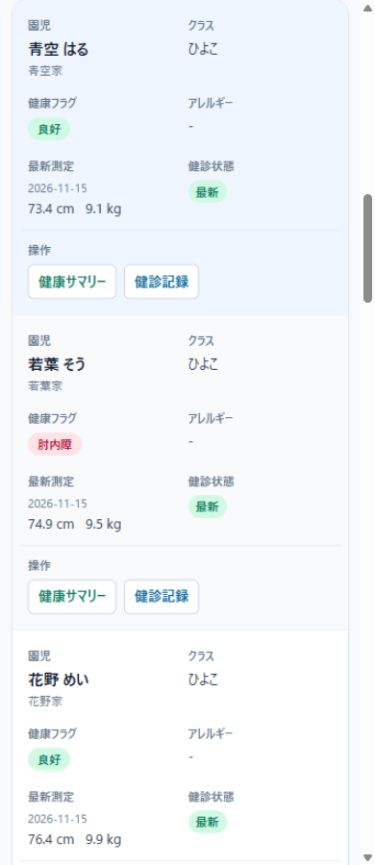 園児 クラス
青空 はる ひよこ
青空家
健康フラグ アレルギー
良好 -
最新測定 健診状態
2026-11-15 最新
73.4 cm 9.1 kg
操作
健康サマリー 健診記録
園児 クラス
若葉 そう ひよこ
若葉家
健康フラグ アレルギー
肘内障 -
最新測定 健診状態
2026-11-15 最新
74.9 cm 9.5 kg
操作
健康サマリー 健診記録
園児 クラス
花野 めい ひよこ
花野家
健康フラグ アレルギー
良好 -
最新測定 健診状態
2026-11-15 最新
76.4 cm 9.9 kg